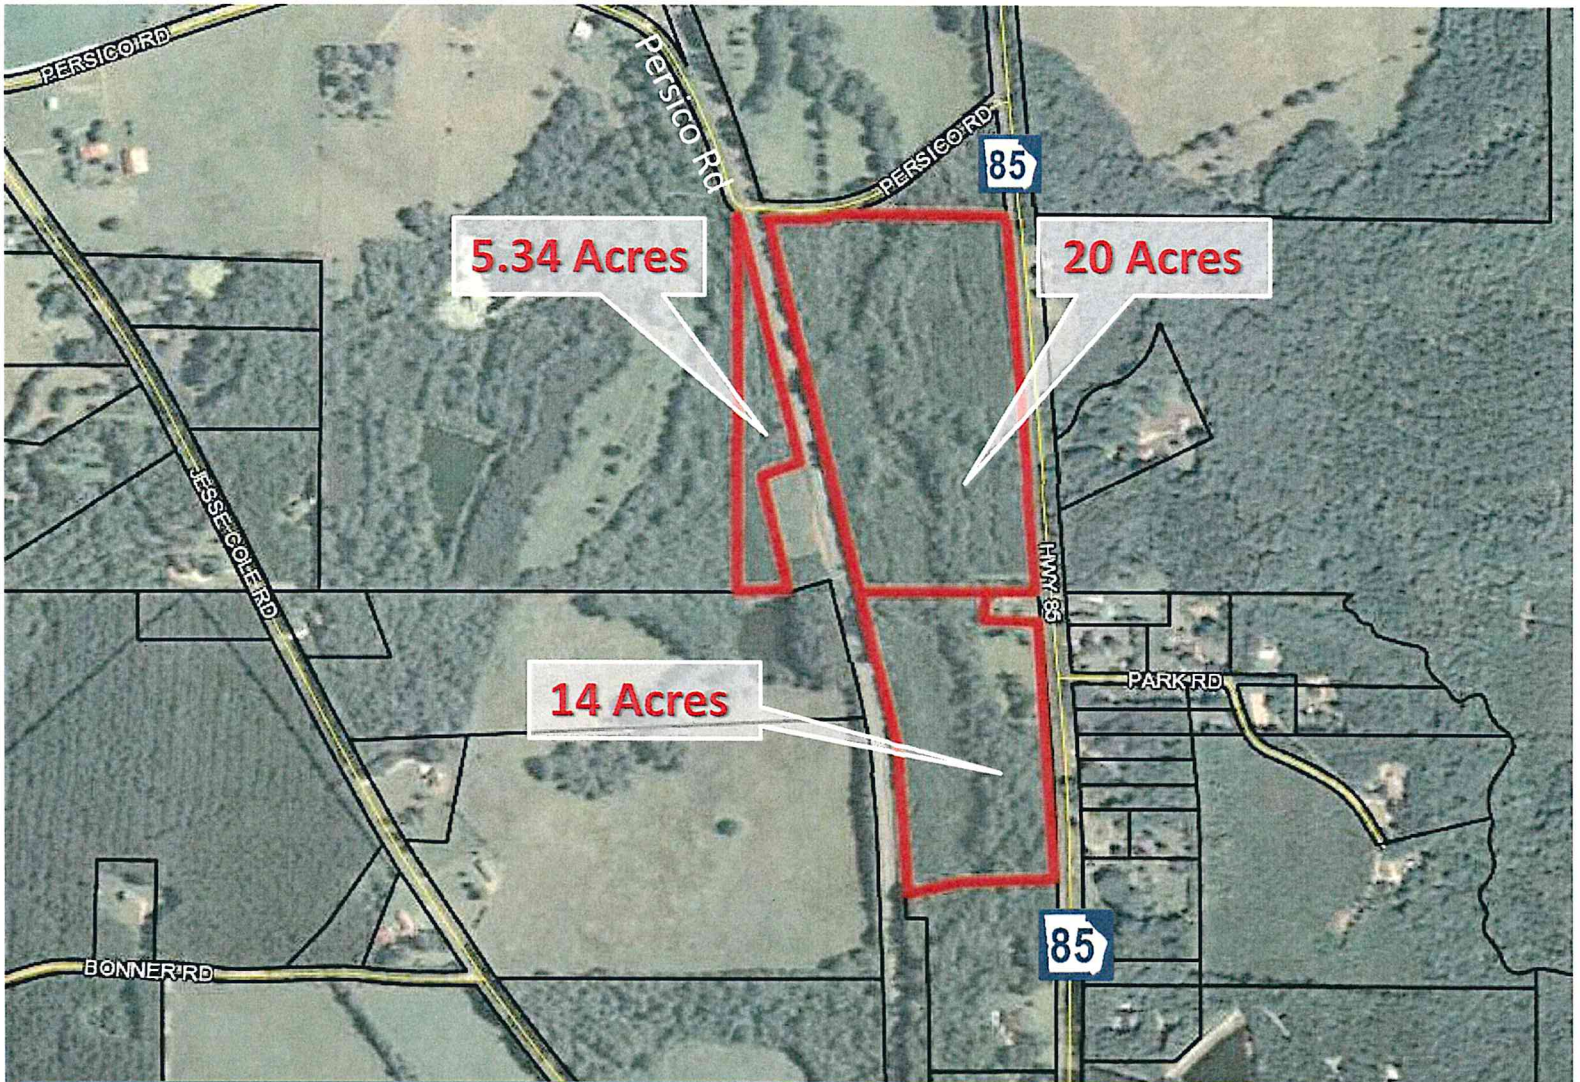 PERSICO RD
Persico Rd
PERSICO RD
85
5.34 Acres
20 Acres
JESSE COLE RD
HWY 85
PARK RD
14 Acres
85
BONNER RD